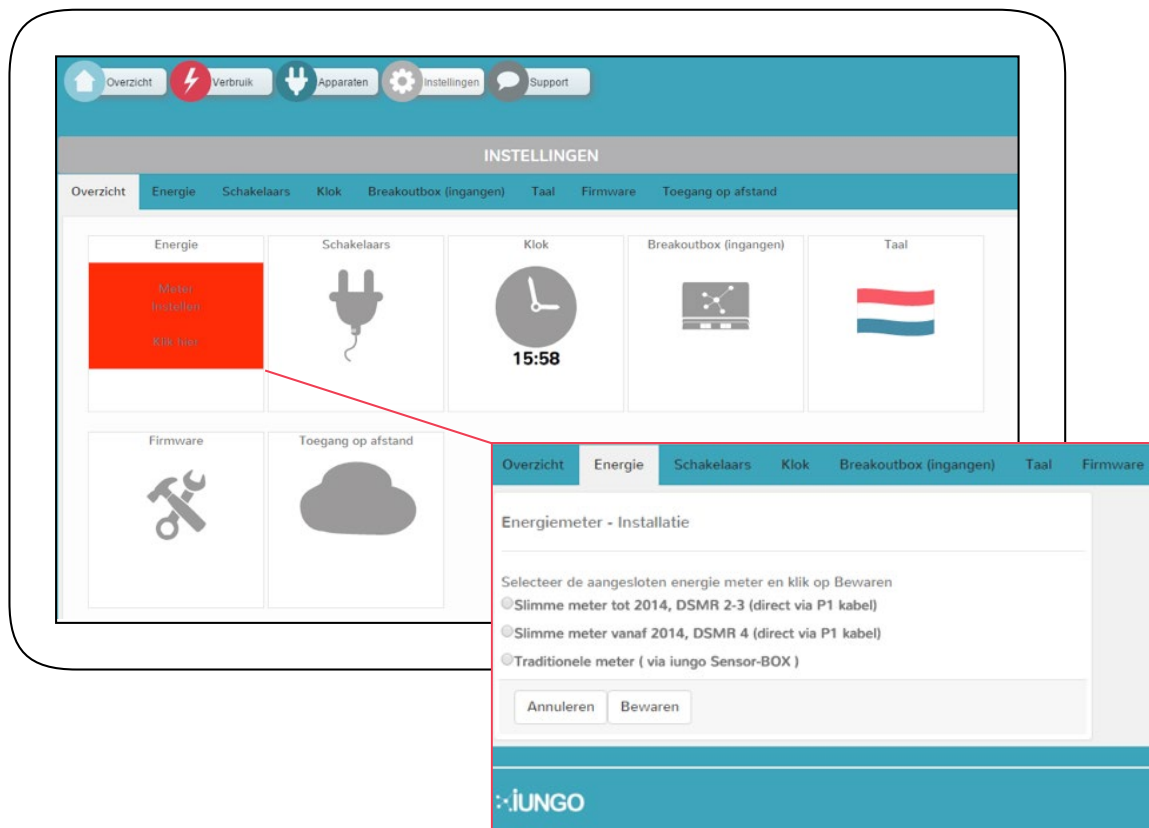 Overzicht Verbruik Apparaten Instellingen Support
INSTELLINGEN
Overzicht Energie Schakelaars Klok Breakoutbox (ingangen) Taal Firmware Toegang op afstand
Energie Schakelaars Klok Breakoutbox (ingangen) Taal
Meter
Instellen
Klik hier
15:58
Firmware Toegang op afstand
Overzicht Energie Schakelaars Klok Breakoutbox (ingangen) Taal Firmware
Energiemeter - Installatie
Selecteer de aangesloten energie meter en klik op Bewaren
Slimme meter tot 2014, DSMR 2-3 (direct via P1 kabel)
Slimme meter vanaf 2014, DSMR 4 (direct via P1 kabel)
Traditionele meter ( via iungo Sensor-BOX )
Annuleren Bewaren
iUNGO